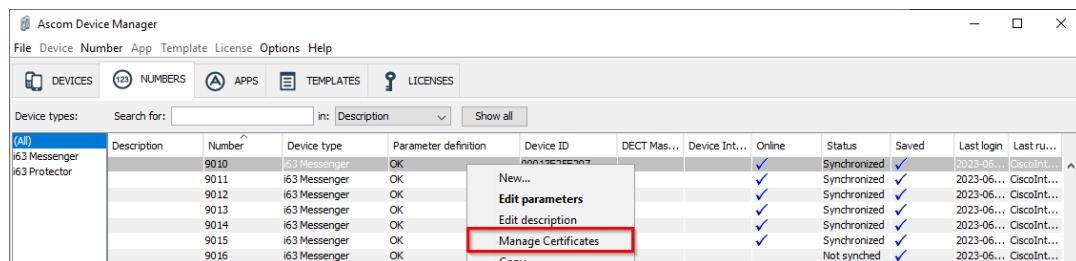 Ascom Device Manager
File Device Number App Template License Options Help
DEVICES 123 NUMBERS A APPS TEMPLATES LICENSES
Device types: Search for: in: Description Show all
(All) Description Number Device type Parameter definition Device ID DECT Mas... Device Int... Online Status Saved Last login Last ru...
i63 Messenger 9010 i63 Messenger OK 00013E2FF207 Synchronized 2023-06... CiscoInt...
i63 Protector 9011 i63 Messenger OK New... Synchronized 2023-06... CiscoInt...
9012 i63 Messenger OK Edit parameters Synchronized 2023-06... CiscoInt...
9013 i63 Messenger OK Edit description Synchronized 2023-06... CiscoInt...
9014 i63 Messenger OK Synchronized 2023-06... CiscoInt...
9015 i63 Messenger OK Manage Certificates Synchronized 2023-06... CiscoInt...
9016 i63 Messenger OK Copy Not synched 2023-06... CiscoInt...